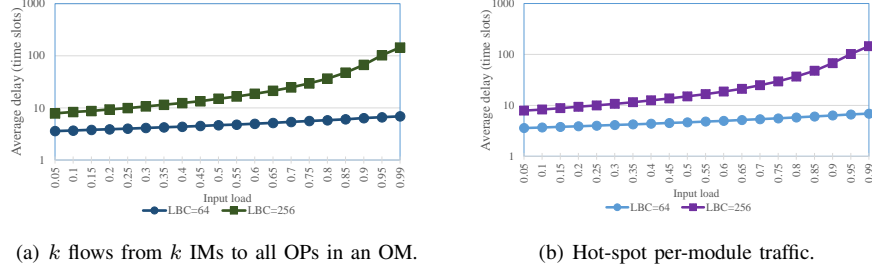 1000
100
10
1
Average delay (time slots)
0.05 0.1 0.15 0.2 0.25 0.3 0.35 0.4 0.45 0.5 0.55 0.6 0.65 0.7 0.75 0.8 0.85 0.9 0.95 0.99
Input load
LBC=64 LBC=256
(a) k flows from k IMs to all OPs in an OM.
1000
100
10
1
Average delay (time slots)
0.05 0.1 0.15 0.2 0.25 0.3 0.35 0.4 0.45 0.5 0.55 0.6 0.65 0.7 0.75 0.8 0.85 0.9 0.95 0.99
Input load
LBC=64 LBC=256
(b) Hot-spot per-module traffic.